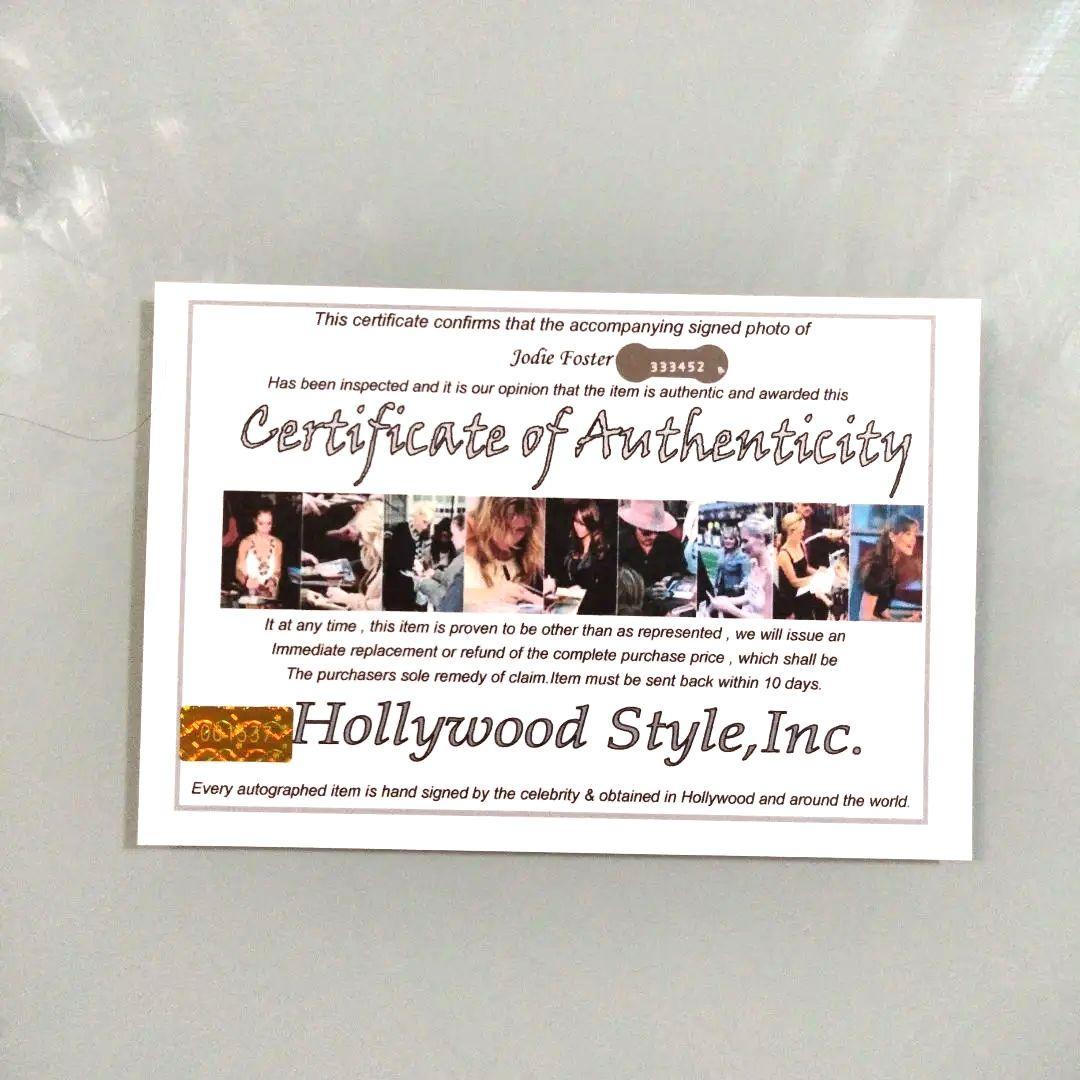 This certificate confirms that the accompanying signed photo of
Jodie Foster 333452
Has been inspected and it is our opinion that the item is authentic and awarded this
Certificate of Authenticity
It at any time , this item is proven to be other than as represented , we will issue an
Immediate replacement or refund of the complete purchase price , which shall be
The purchasers sole remedy of claim.Item must be sent back within 10 days.
Hollywood Style,Inc.
Every autographed item is hand signed by the celebrity & obtained in Hollywood and around the world.